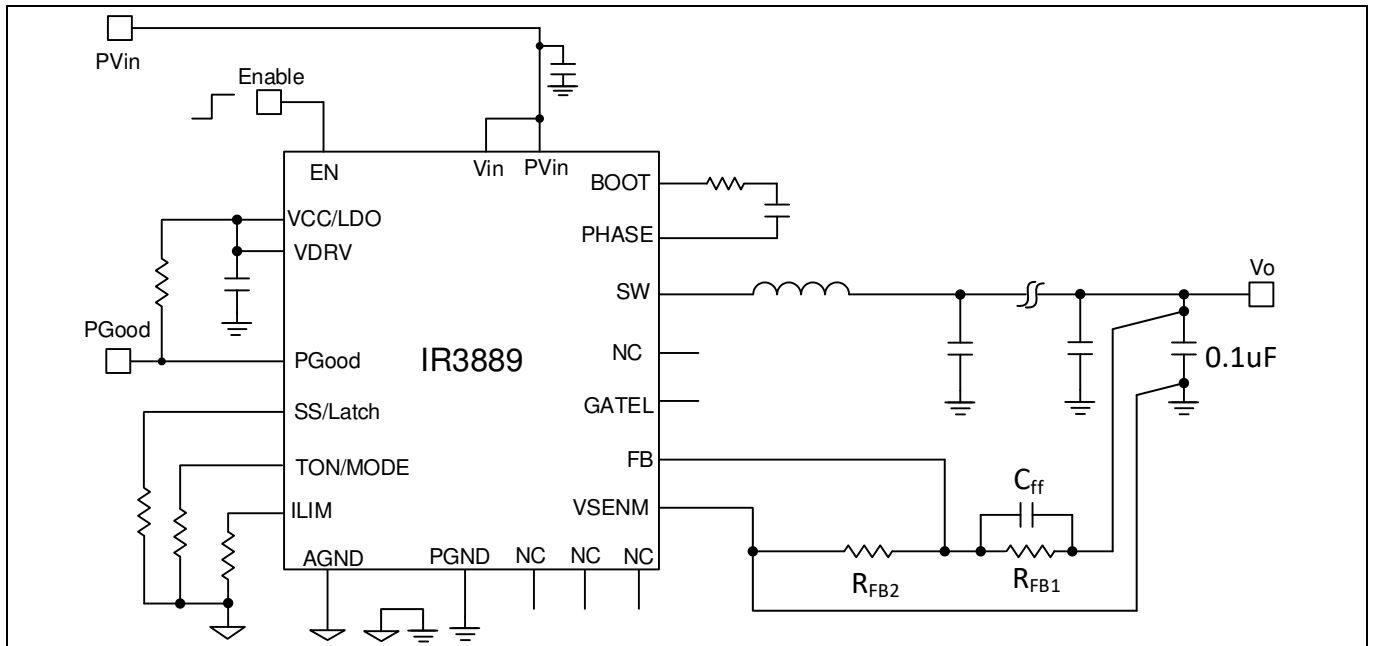 PVin
Enable
EN
Vin
PVin
BOOT
VCC/LDO
PHASE
VDRV
SW
Vo
PGood
PGood
IR3889
NC
0.1uF
SS/Latch
GATEL
TON/MODE
FB
Cff
ILIM
VSENM
AGND
PGND
NC
NC
NC
RFB2
RFB1